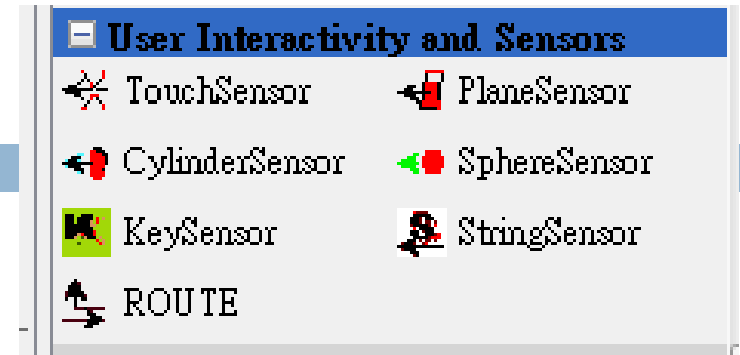 User Interactivity and Sensors
TouchSensor PlaneSensor
CylinderSensor SphereSensor
KeySensor StringSensor
ROUTE